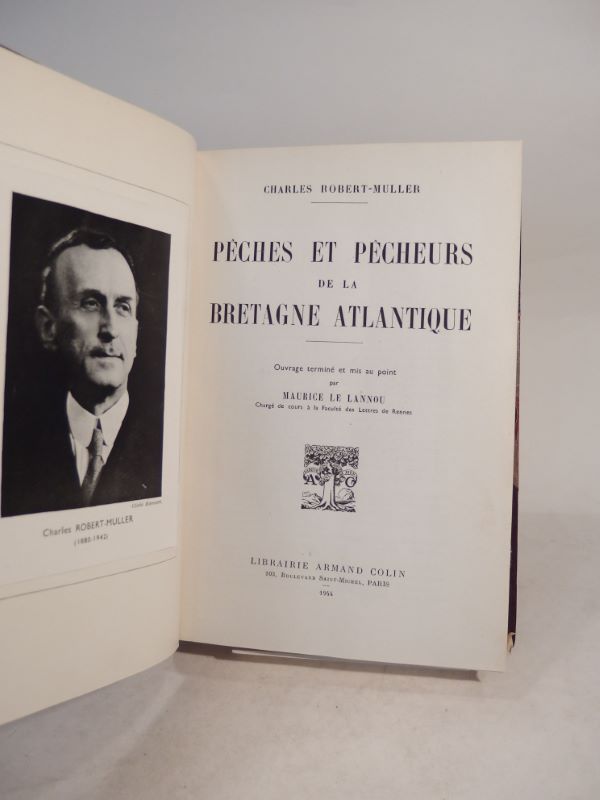 Charles ROBERT-MULLER
(1882-1942)
CHARLES ROBERT-MULLER
PÊCHES ET PÊCHEURS
DE LA
BRETAGNE ATLANTIQUE
Ouvrage terminé et mis au point
par
MAURICE LE LANNOU
Chargé de cours à la Faculté des Lettres de Rennes
A C
LIBRAIRIE ARMAND COLIN
103, BOULEVARD SAINT-MICHEL, PARIS
1944